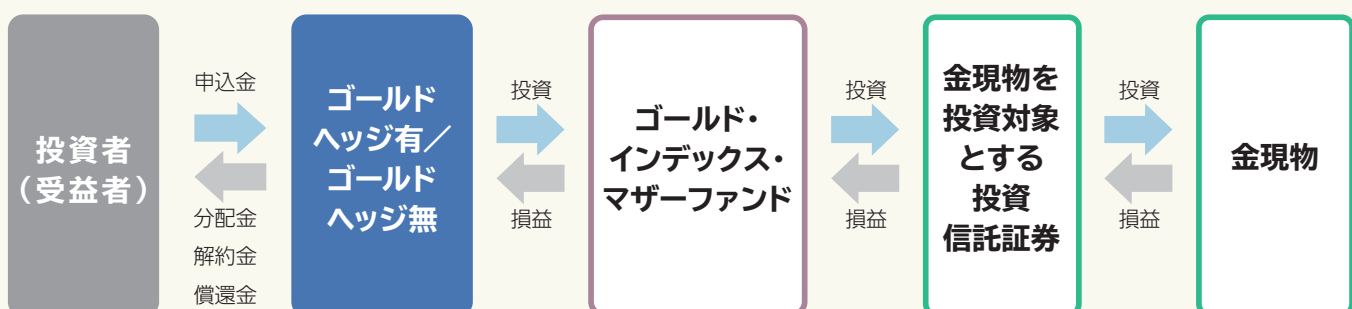 投資者
（受益者）
申込金
分配金
解約金
償還金
ゴールド
ヘッジ有／
ゴールド
ヘッジ無
投資
損益
ゴールド・
インデックス・
マザーファンド
投資
損益
金現物を
投資対象
とする
投資
信託証券
投資
損益
金現物